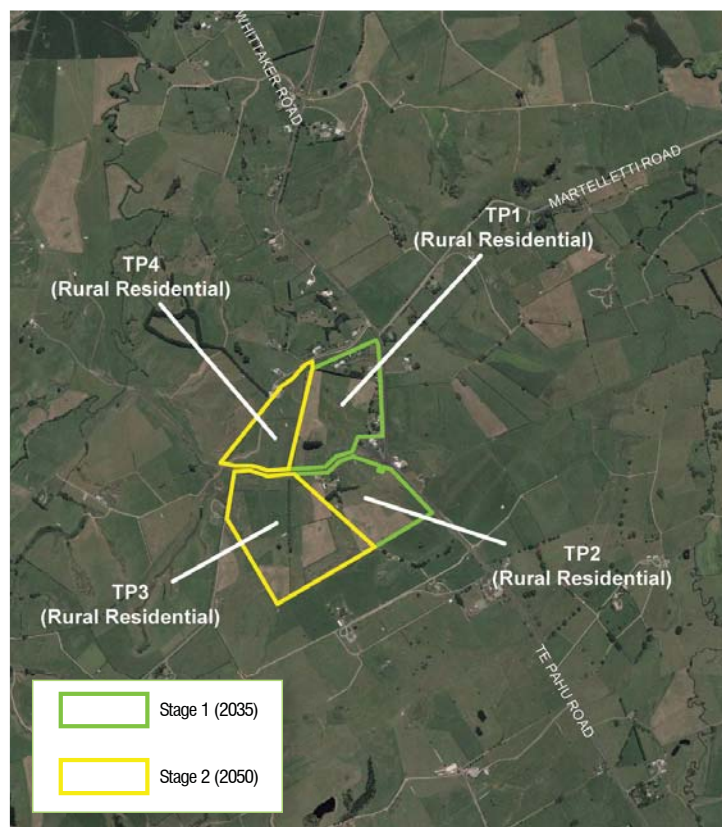 WHITTAKER ROAD
MARTELLETTI ROAD
TP1
(Rural Residential)
TP4
(Rural Residential)
TP2
(Rural Residential)
TP3
(Rural Residential)
TE PAHU ROAD
Stage 1 (2035)
Stage 2 (2050)